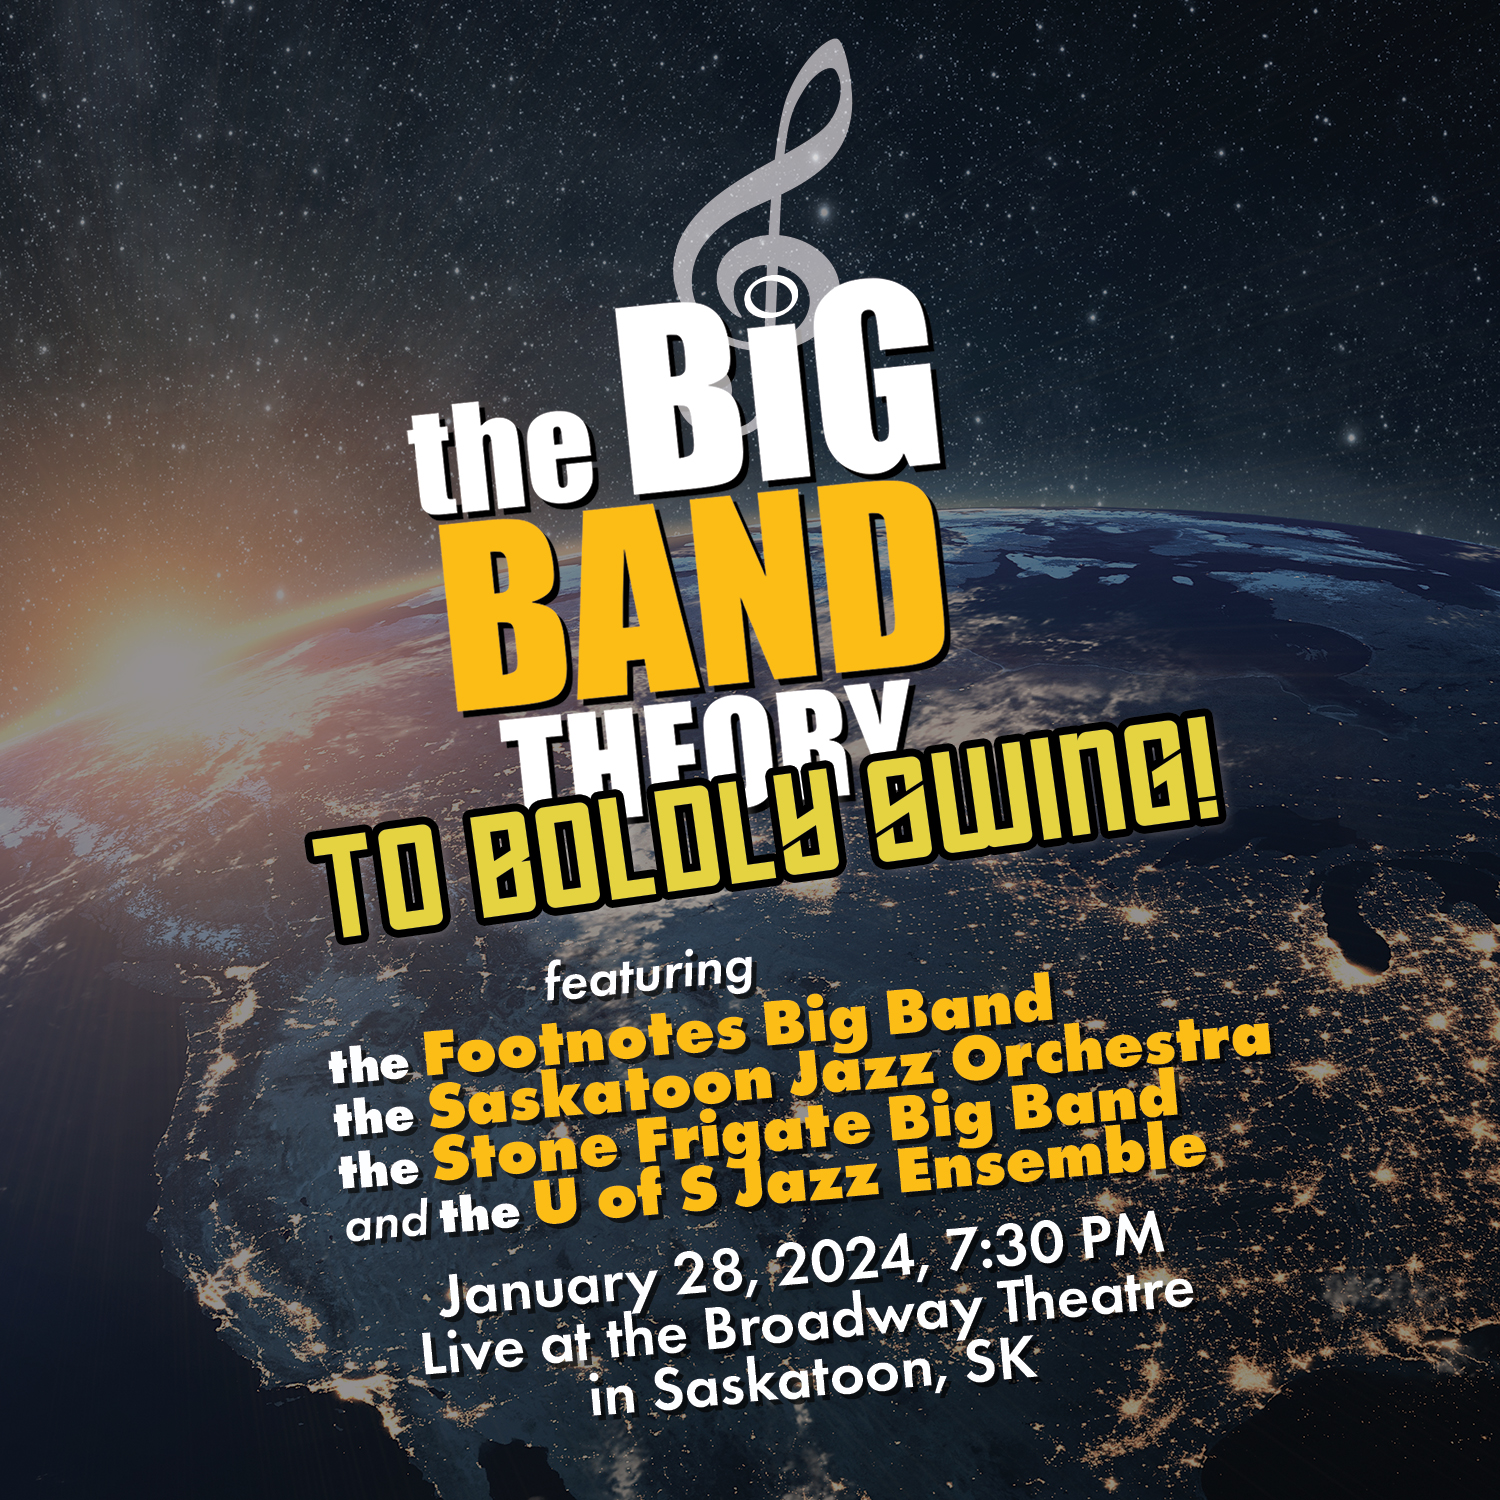 the BiG
BAND
THEORY
TO BOLDLY SWING!
featuring
the Footnotes Big Band
the Saskatoon Jazz Orchestra
the Stone Frigate Big Band
and the U of S Jazz Ensemble
January 28, 2024, 7:30 PM
Live at the Broadway Theatre
in Saskatoon, SK